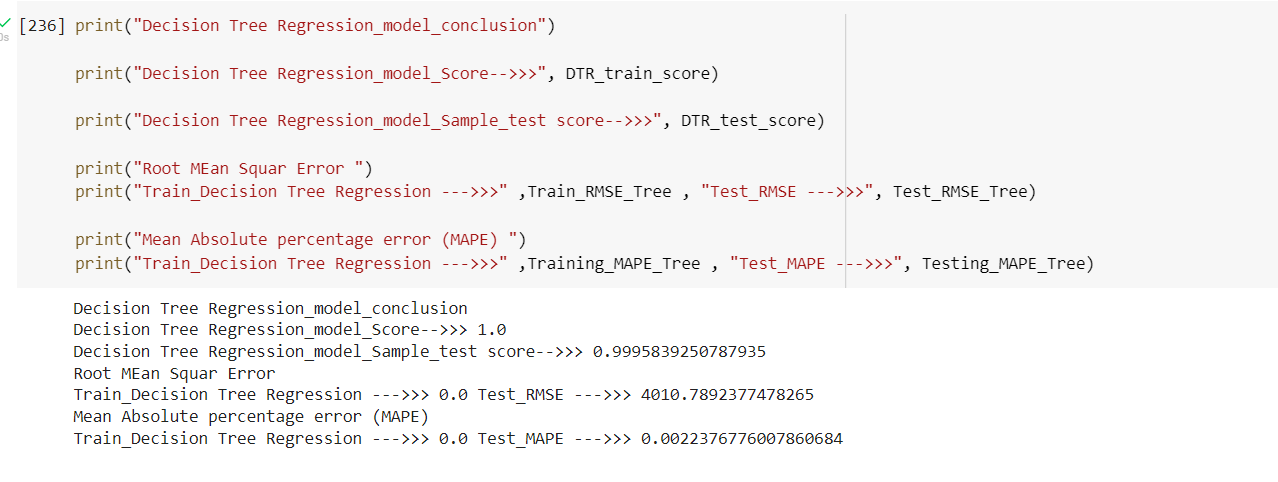 [236] print("Decision Tree Regression_model_conclusion")
0s
print("Decision Tree Regression_model_Score-->>>", DTR_train_score)
print("Decision Tree Regression_model_Sample_test score-->>>", DTR_test_score)
print("Root MEan Squar Error ")
print("Train_Decision Tree Regression --->>>" ,Train_RMSE_Tree , "Test_RMSE --->>>", Test_RMSE_Tree)
print("Mean Absolute percentage error (MAPE) ")
print("Train_Decision Tree Regression --->>>" ,Training_MAPE_Tree , "Test_MAPE --->>>", Testing_MAPE_Tree)
Decision Tree Regression_model_conclusion
Decision Tree Regression_model_Score-->>> 1.0
Decision Tree Regression_model_Sample_test score-->>> 0.9995839250787935
Root MEan Squar Error
Train_Decision Tree Regression --->>> 0.0 Test_RMSE --->>> 4010.7892377478265
Mean Absolute percentage error (MAPE)
Train_Decision Tree Regression --->>> 0.0 Test_MAPE --->>> 0.0022376776007860684